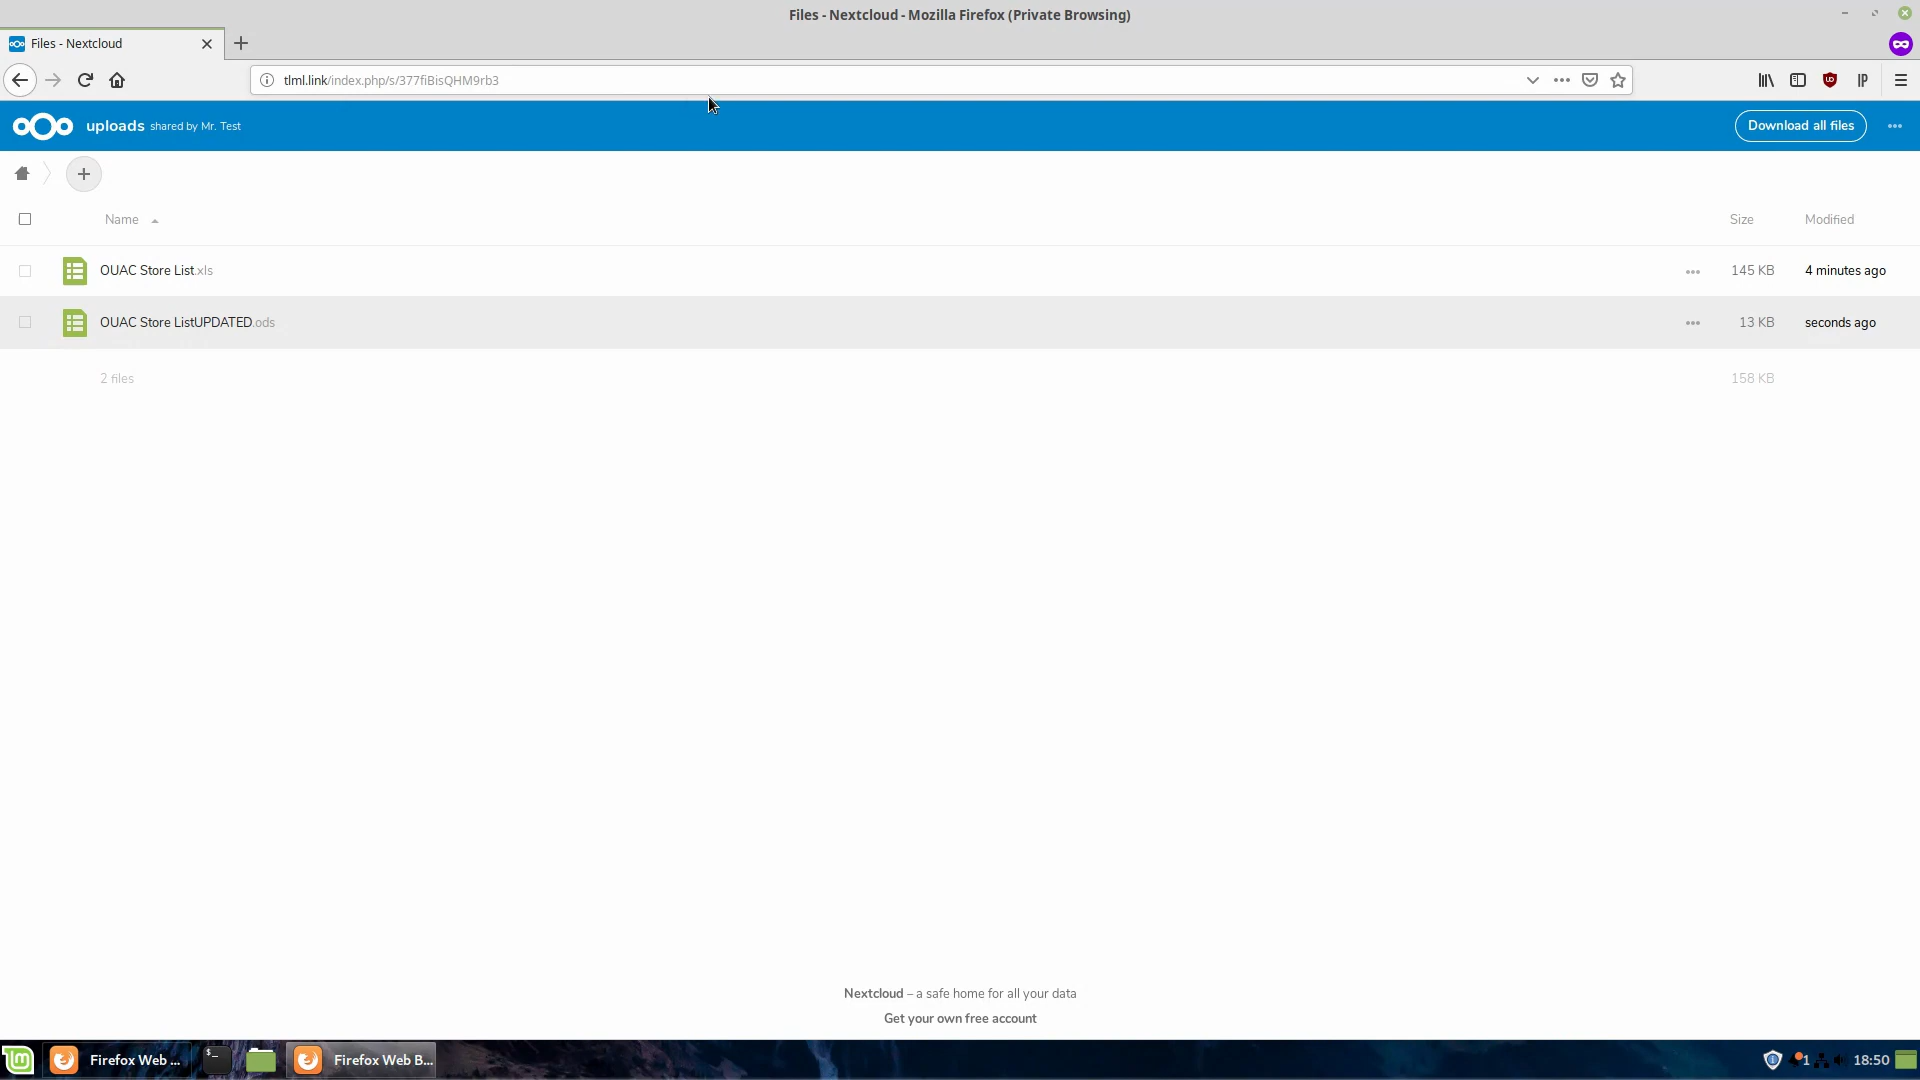 Files - Nextcloud - Mozilla Firefox (Private Browsing)
Files - Nextcloud
tlml.link/index.php/s/377fiBisQHM9rb3
uploads shared by Mr. Test
Download all files
Name
Size
Modified
OUAC Store List.xls
145 KB
4 minutes ago
OUAC Store ListUPDATED.ods
13 KB
seconds ago
2 files
158 KB
Nextcloud – a safe home for all your data
Get your own free account
Firefox Web ...
Firefox Web B...
1
18:50